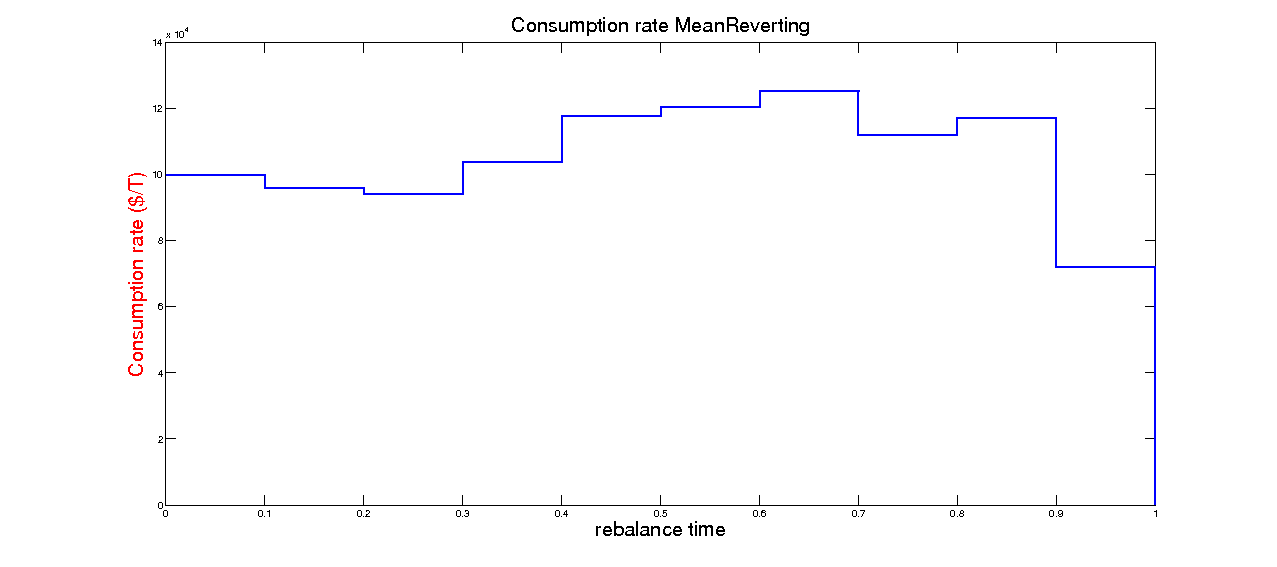 Consumption rate MeanReverting
x 10^4
14
12
10
8
6
4
2
0
Consumption rate ($/T)
0 0.1 0.2 0.3 0.4 0.5 0.6 0.7 0.8 0.9 1
rebalance time